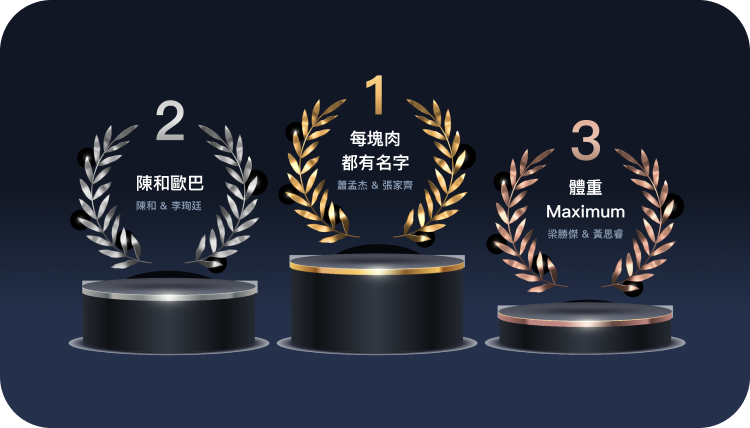 1
每塊肉
都有名字
蕭孟杰 & 張家齊
2
陳和歐巴
陳和 & 李珣廷
3
體重
Maximum
梁勝傑 & 黃思睿